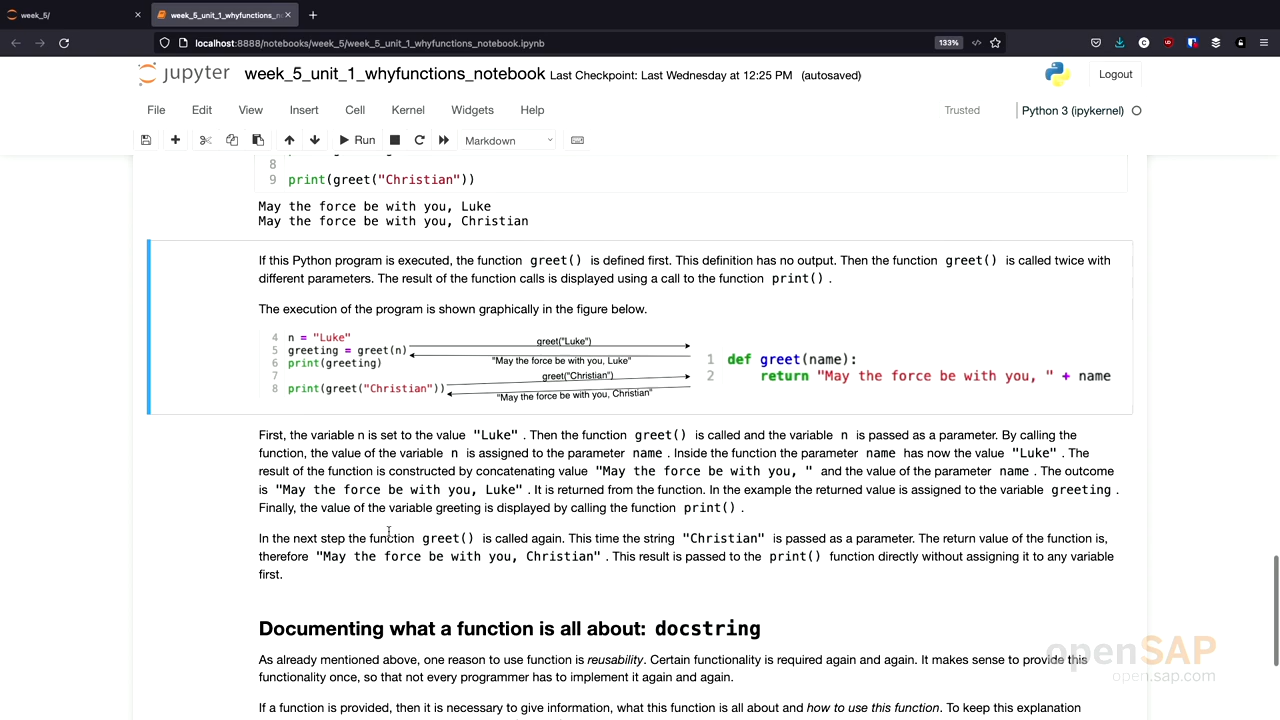 week_5/
week_5_unit_1_whyfunctions_n
localhost:8888/notebooks/week_5/week_5_unit_1_whyfunctions_notebook.ipynb
133%
jupyter week_5_unit_1_whyfunctions_notebook Last Checkpoint: Last Wednesday at 12:25 PM (autosaved)
Logout
File Edit View Insert Cell Kernel Widgets Help
Trusted
Python 3 (ipykernel)
Run
Markdown
8
9 print(greet("Christian"))
May the force be with you, Luke
May the force be with you, Christian
If this Python program is executed, the function greet() is defined first. This definition has no output. Then the function greet() is called twice with
different parameters. The result of the function calls is displayed using a call to the function print() .
The execution of the program is shown graphically in the figure below.
4 n = "Luke"
5 greeting = greet(n)
6 print(greeting)
7
8 print(greet("Christian"))
greet("Luke")
"May the force be with you, Luke"
greet("Christian")
"May the force be with you, Christian"
1 def greet(name):
2 return "May the force be with you, " + name
First, the variable n is set to the value "Luke" . Then the function greet() is called and the variable n is passed as a parameter. By calling the
function, the value of the variable n is assigned to the parameter name . Inside the function the parameter name has now the value "Luke" . The
result of the function is constructed by concatenating value "May the force be with you, " and the value of the parameter name . The outcome
is "May the force be with you, Luke" . It is returned from the function. In the example the returned value is assigned to the variable greeting .
Finally, the value of the variable greeting is displayed by calling the function print() .
In the next step the function greet() is called again. This time the string "Christian" is passed as a parameter. The return value of the function is,
therefore "May the force be with you, Christian" . This result is passed to the print() function directly without assigning it to any variable
first.
Documenting what a function is all about: docstring
As already mentioned above, one reason to use function is reusability. Certain functionality is required again and again. It makes sense to provide this
functionality once, so that not every programmer has to implement it again and again.
If a function is provided, then it is necessary to give information, what this function is all about and how to use this function. To keep this explanation
openSAP
open.sap.com